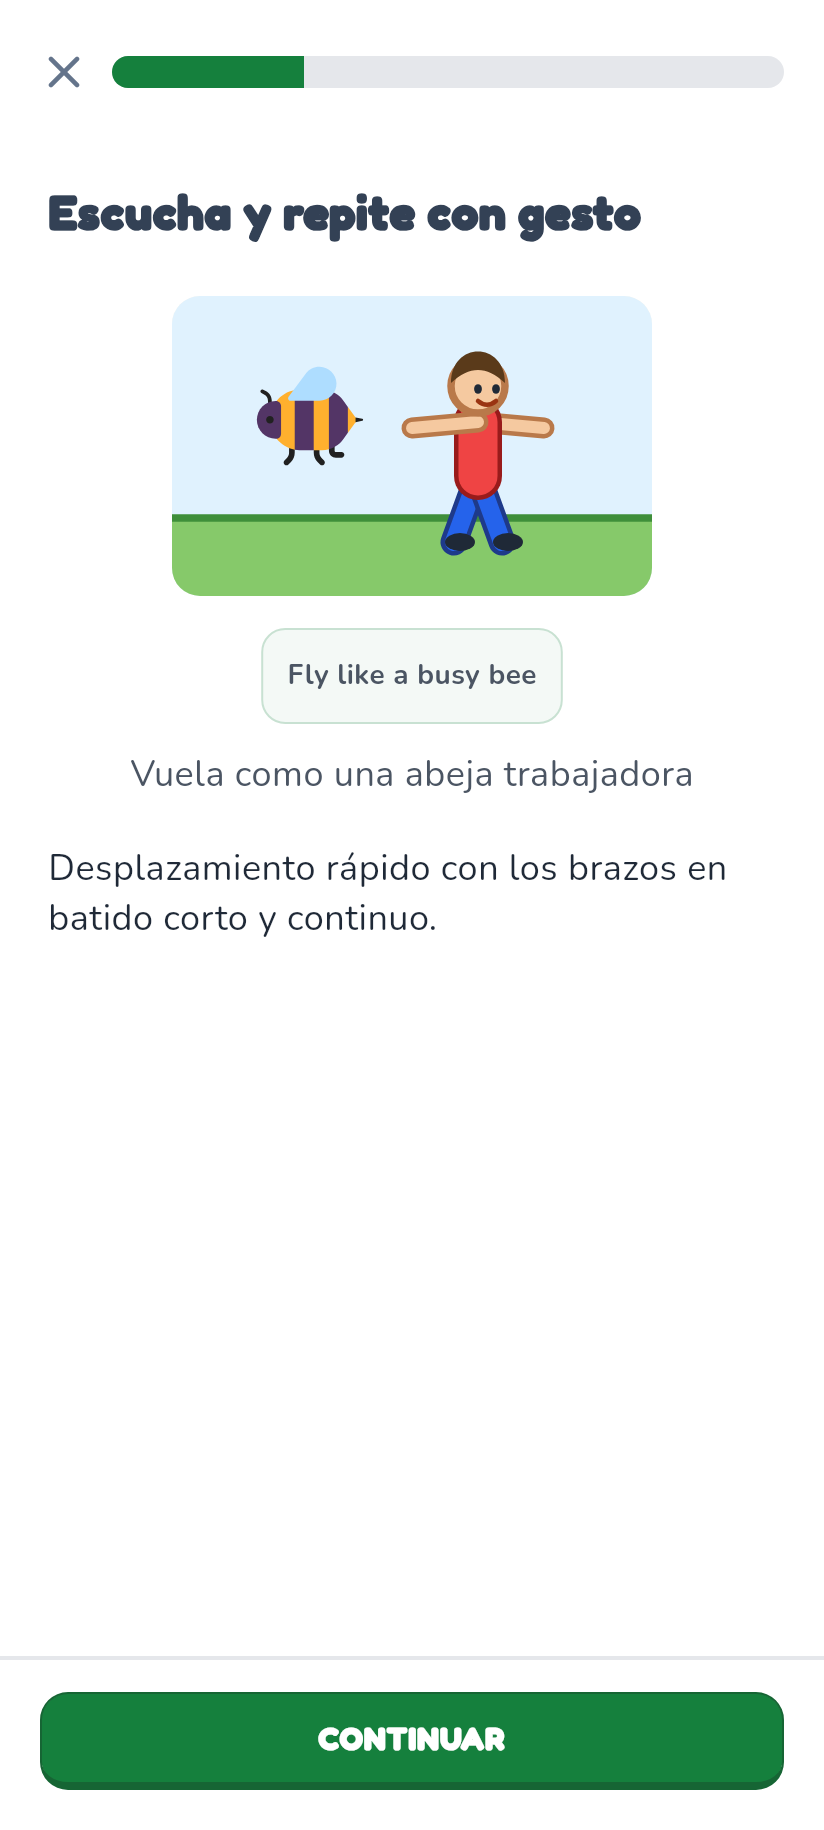 Escucha y repite con gesto
Fly like a busy bee
Vuela como una abeja trabajadora
Desplazamiento rápido con los brazos en
batido corto y continuo.
CONTINUAR